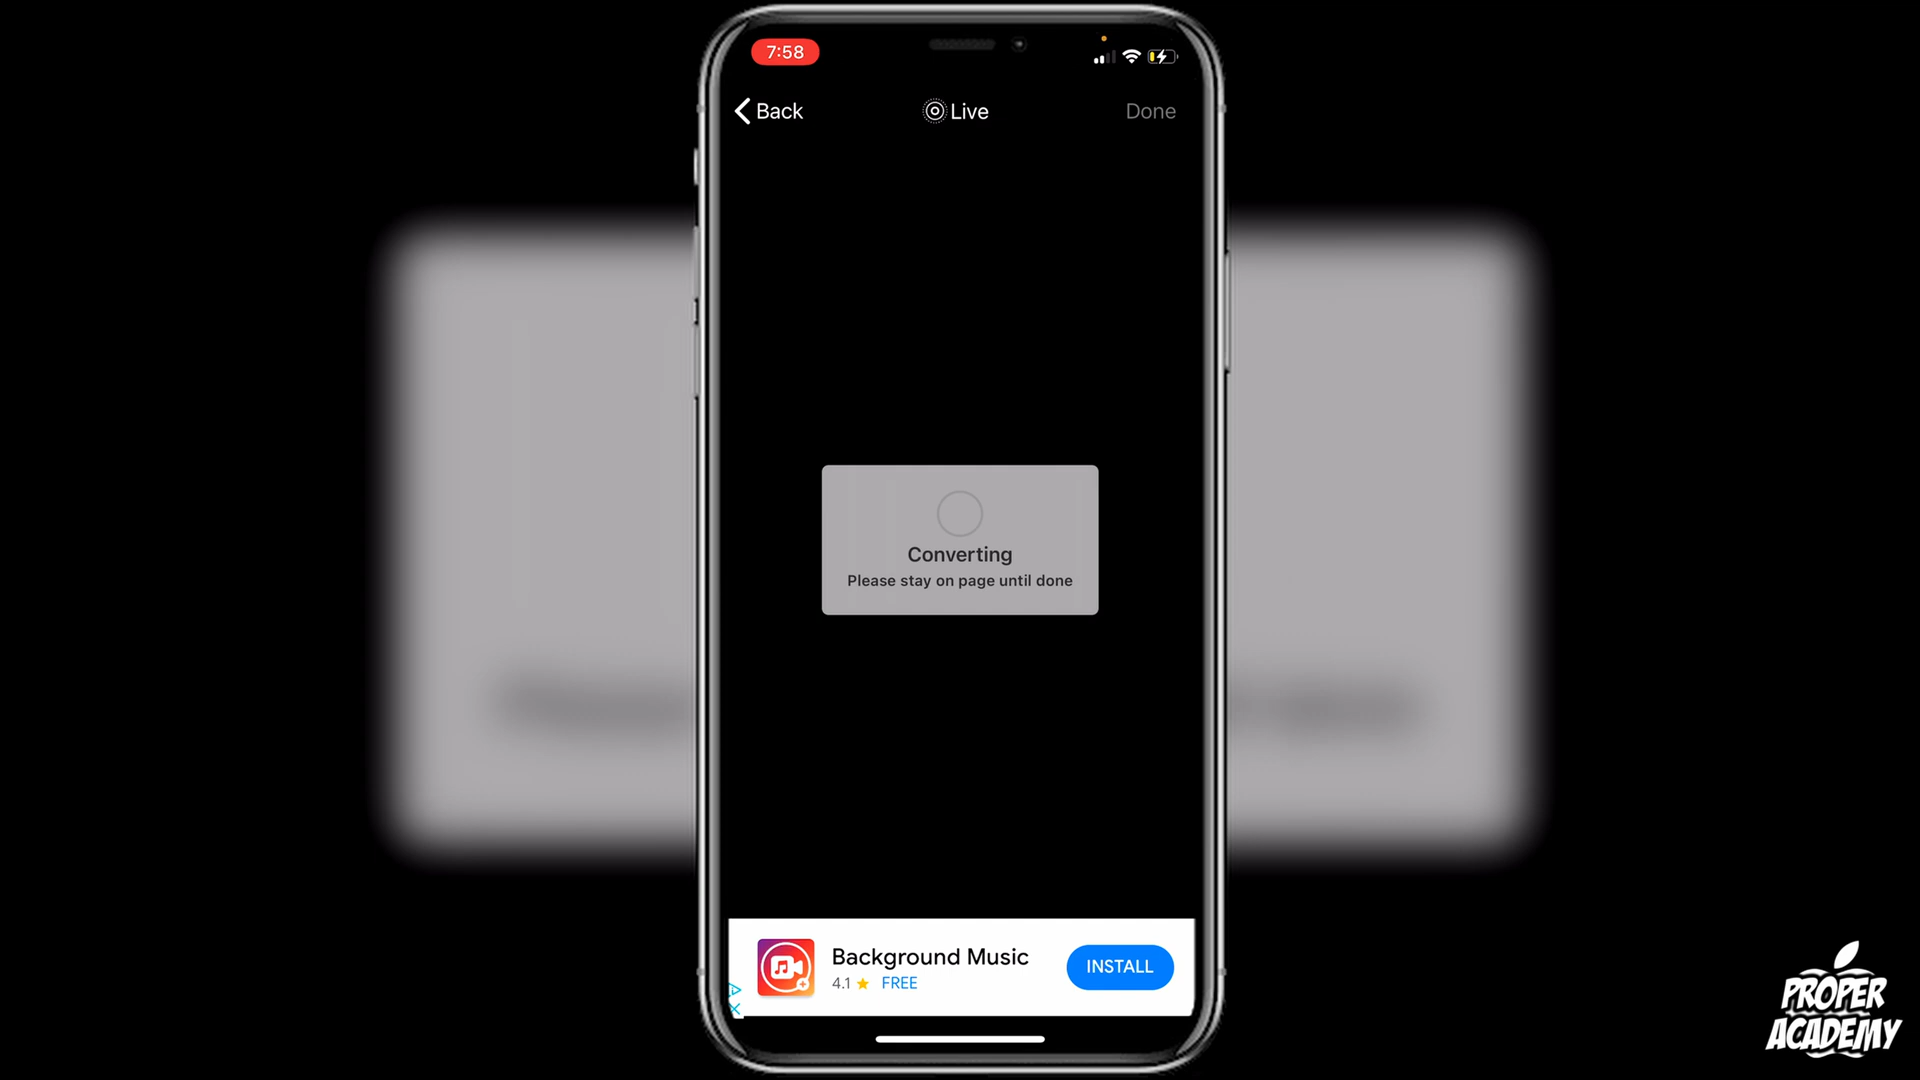 7:58
Back
Live
Done
Converting
Please stay on page until done
Background Music
4.1 FREE
INSTALL
PROPER
ACADEMY